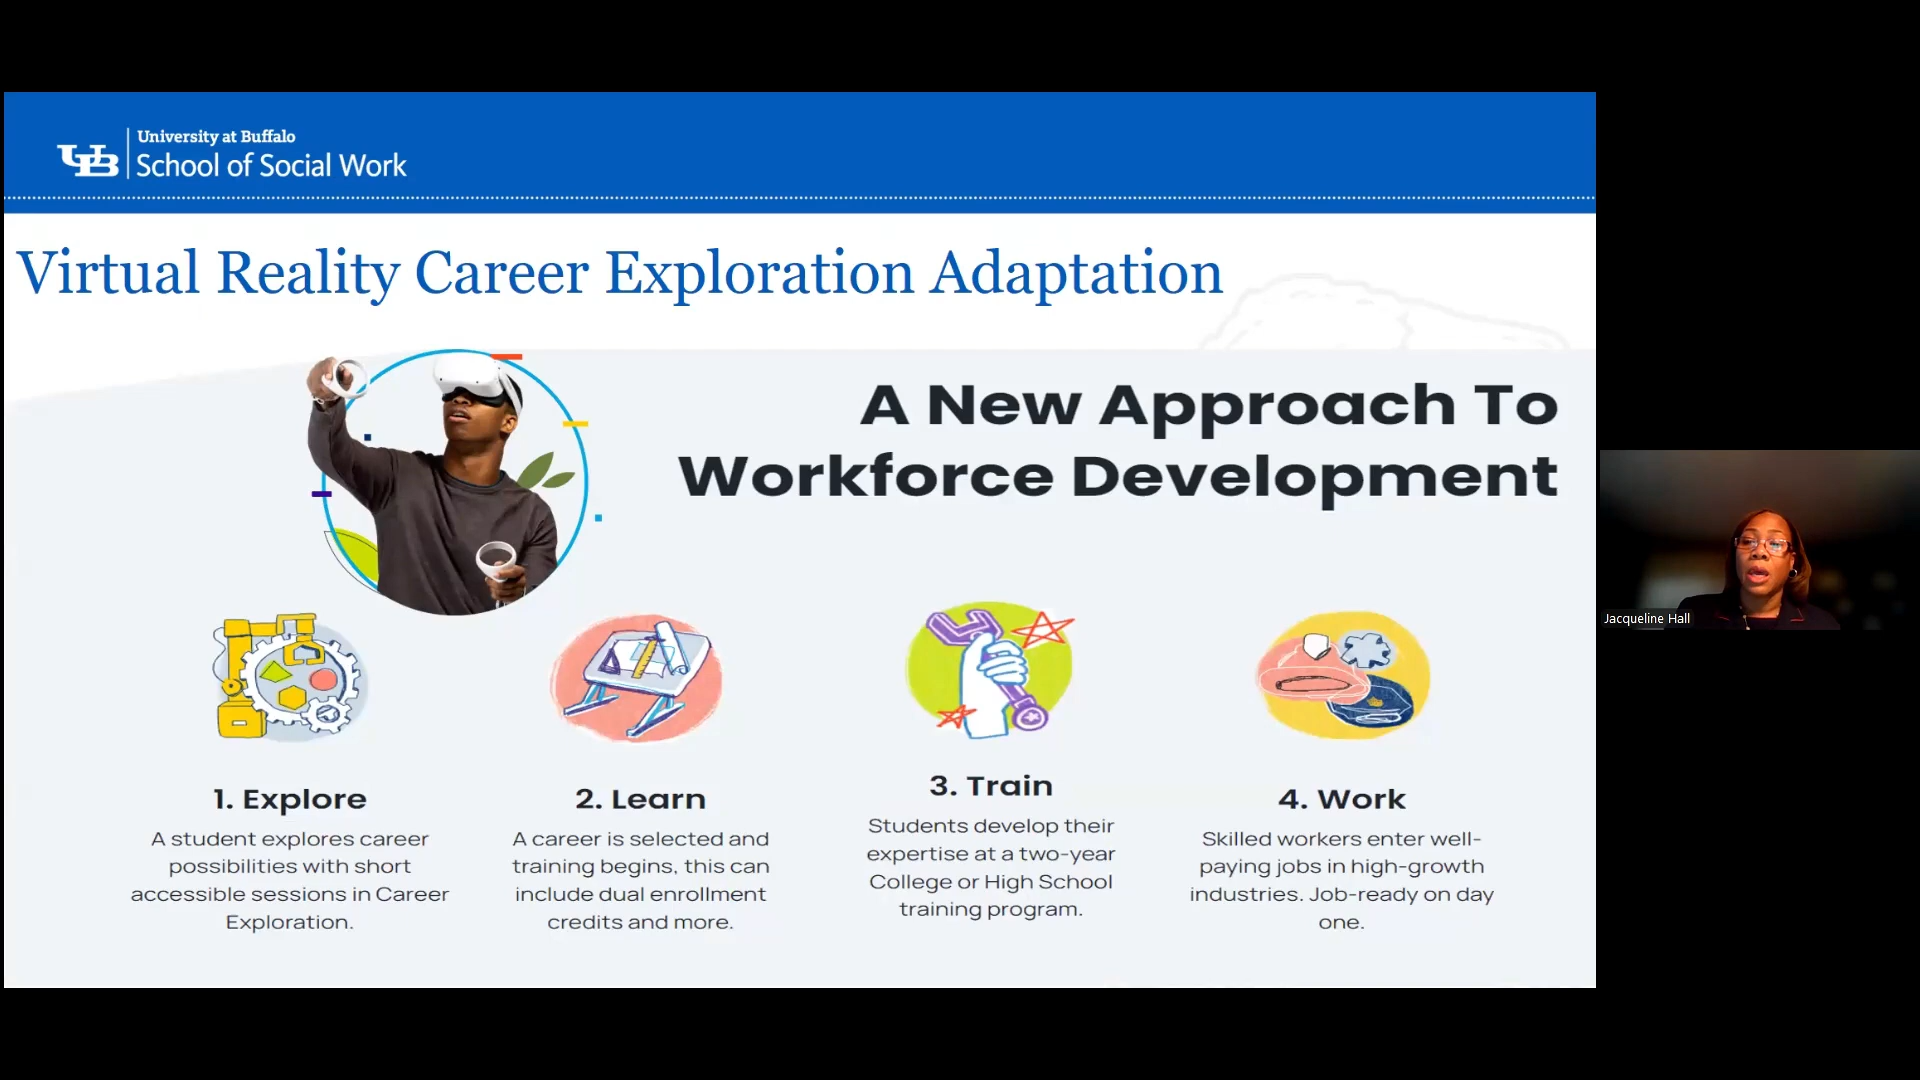 University at Buffalo
School of Social Work
UB
Virtual Reality Career Exploration Adaptation
A New Approach To
Workforce Development
1. Explore
A student explores career
possibilities with short
accessible sessions in Career
Exploration.
2. Learn
A career is selected and
training begins, this can
include dual enrollment
credits and more.
3. Train
Students develop their
expertise at a two-year
College or High School
training program.
4. Work
Skilled workers enter well-
paying jobs in high-growth
industries. Job-ready on day
one.
Jacqueline Hall